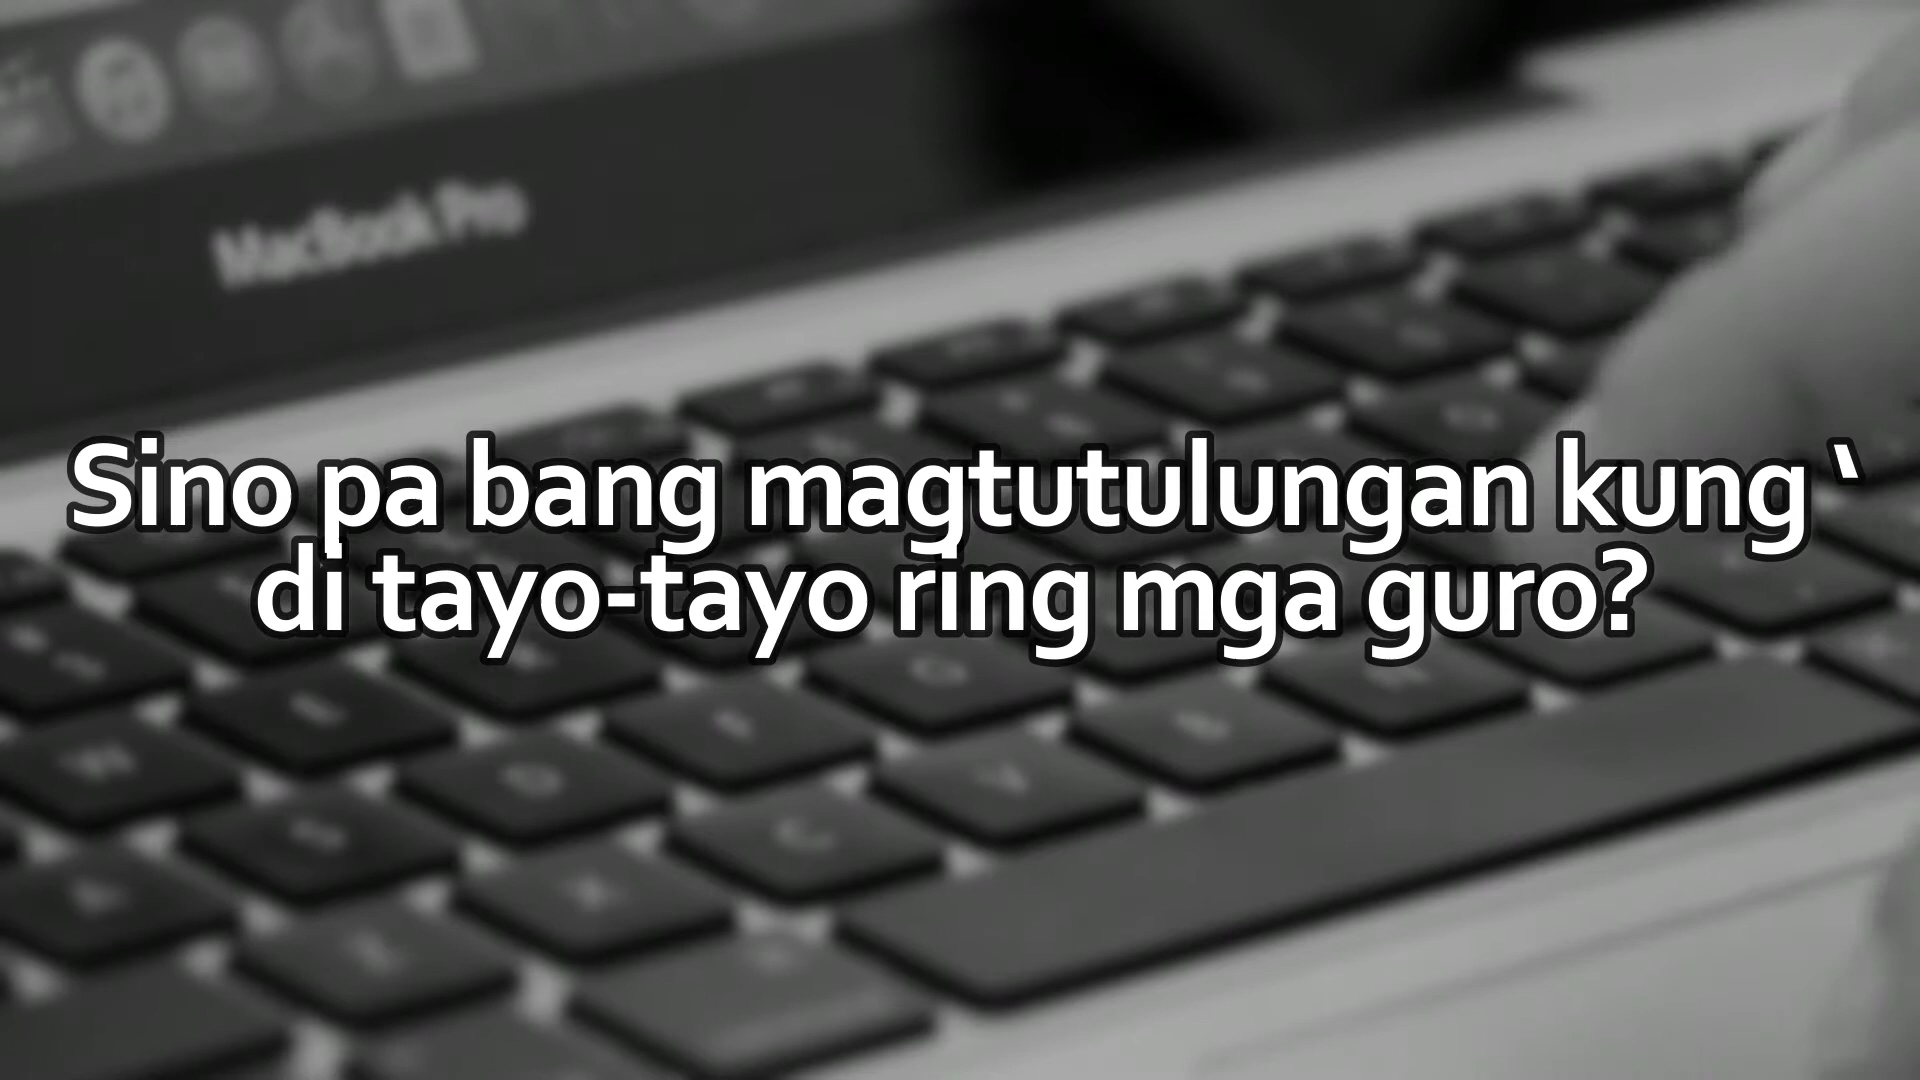 MacBook Pro
Sino pa bang magtutulungan kung ‘
di tayo-tayo ring mga guro?